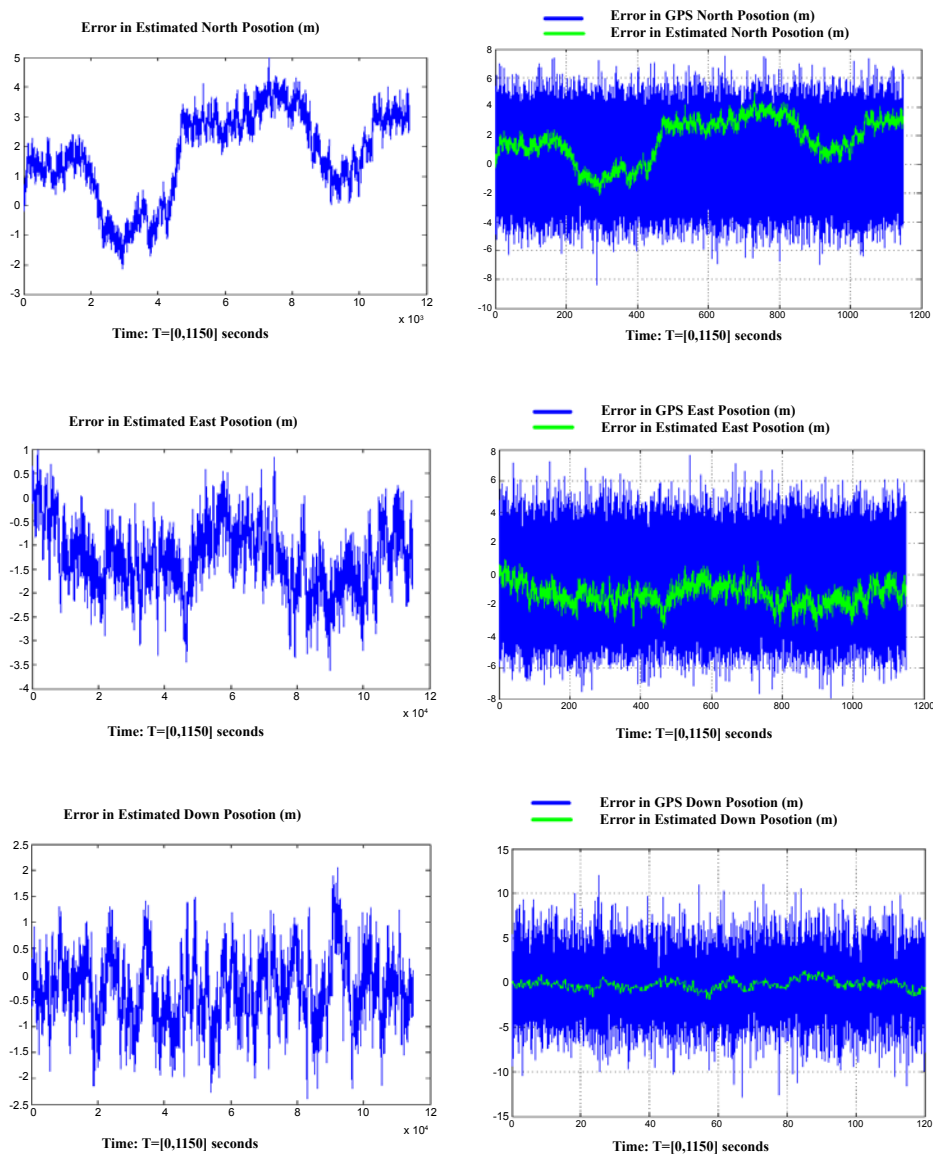 Error in Estimated North Posotion (m)
5
4
3
2
1
0
-1
-2
-3
0 2 4 6 8 10 12
x 10³
Time: T=[0,1150] seconds
Error in GPS North Posotion (m)
Error in Estimated North Posotion (m)
8
6
4
2
0
-2
-4
-6
-8
-10
0 200 400 600 800 1000 1200
Time: T=[0,1150] seconds
Error in Estimated East Posotion (m)
1
0.5
0
-0.5
-1
-1.5
-2
-2.5
-3
-3.5
-4
0 2 4 6 8 10 12
x 10⁴
Time: T=[0,1150] seconds
Error in GPS East Posotion (m)
Error in Estimated East Posotion (m)
8
6
4
2
0
-2
-4
-6
-8
0 200 400 600 800 1000 1200
Time: T=[0,1150] seconds
Error in Estimated Down Posotion (m)
2.5
2
1.5
1
0.5
0
-0.5
-1
-1.5
-2
2.5
0 2 4 6 8 10 12
x 10⁴
Time: T=[0,1150] seconds
Error in GPS Down Posotion (m)
Error in Estimated Down Posotion (m)
15
10
5
0
-5
-10
-15
0 20 40 60 80 100 120
Time: T=[0,1150] seconds